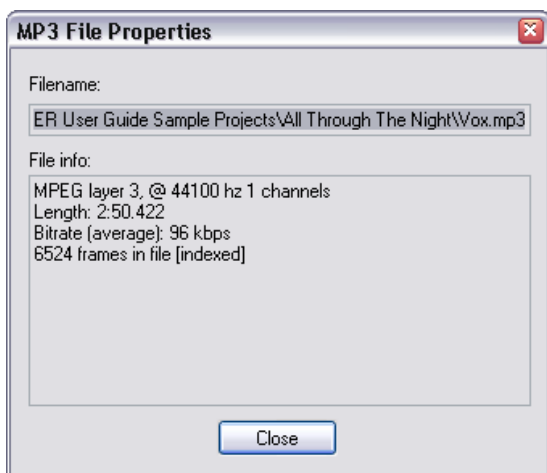 MP3 File Properties
Filename:
ER User Guide Sample Projects\All Through The Night\Vox.mp3
File info:
MPEG layer 3, @ 44100 hz 1 channels
Length: 2:50.422
Bitrate (average): 96 kbps
6524 frames in file [indexed]
Close